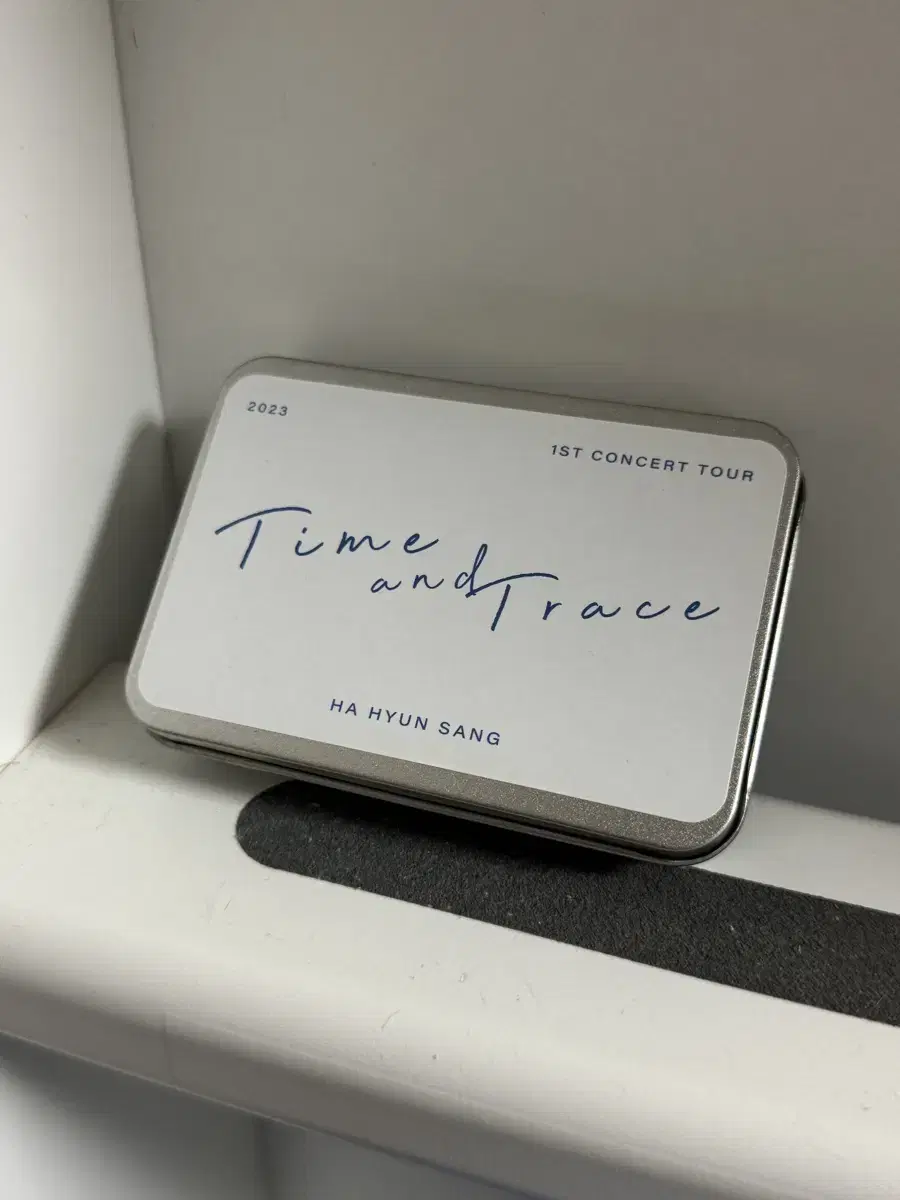 2023
1ST CONCERT TOUR
Time
and Trace
HA HYUN SANG